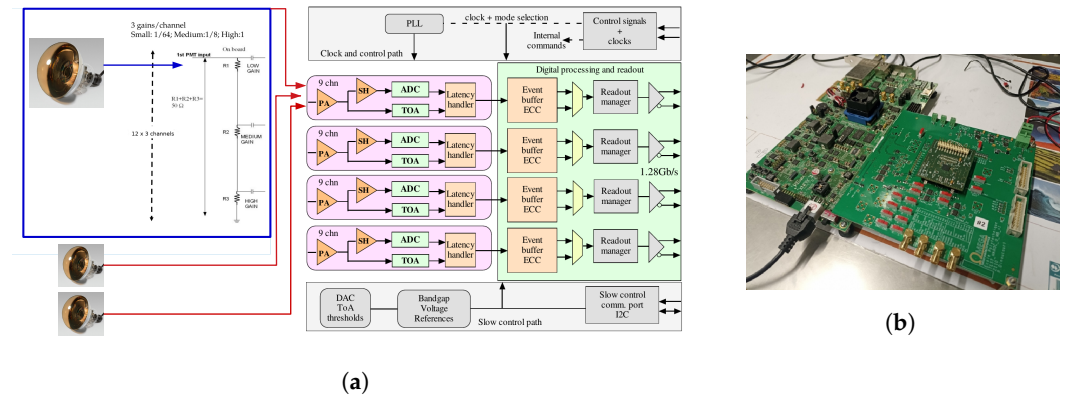 3 gains/channel
Small: 1/64; Medium:1/8; High:1
1st PMT input
On board
R1
LOW
GAIN
R1+R2+R3=
50 Ω
12 x 3 channels
R2
MEDIUM
GAIN
R3
HIGH
GAIN
PLL
clock + mode selection
Control signals
+
clocks
Internal
commands
Clock and control path
Digital processing and readout
9 chn
PA
SH
ADC
TOA
Latency
handler
Event
buffer
ECC
Readout
manager
9 chn
PA
SH
ADC
TOA
Latency
handler
Event
buffer
ECC
Readout
manager
1.28Gb/s
9 chn
PA
SH
ADC
TOA
Latency
handler
Event
buffer
ECC
Readout
manager
9 chn
PA
SH
ADC
TOA
Latency
handler
Event
buffer
ECC
Readout
manager
DAC
ToA
thresholds
Bandgap
Voltage
References
Slow control path
Slow control
comm. port
I2C
#2
(a)
(b)